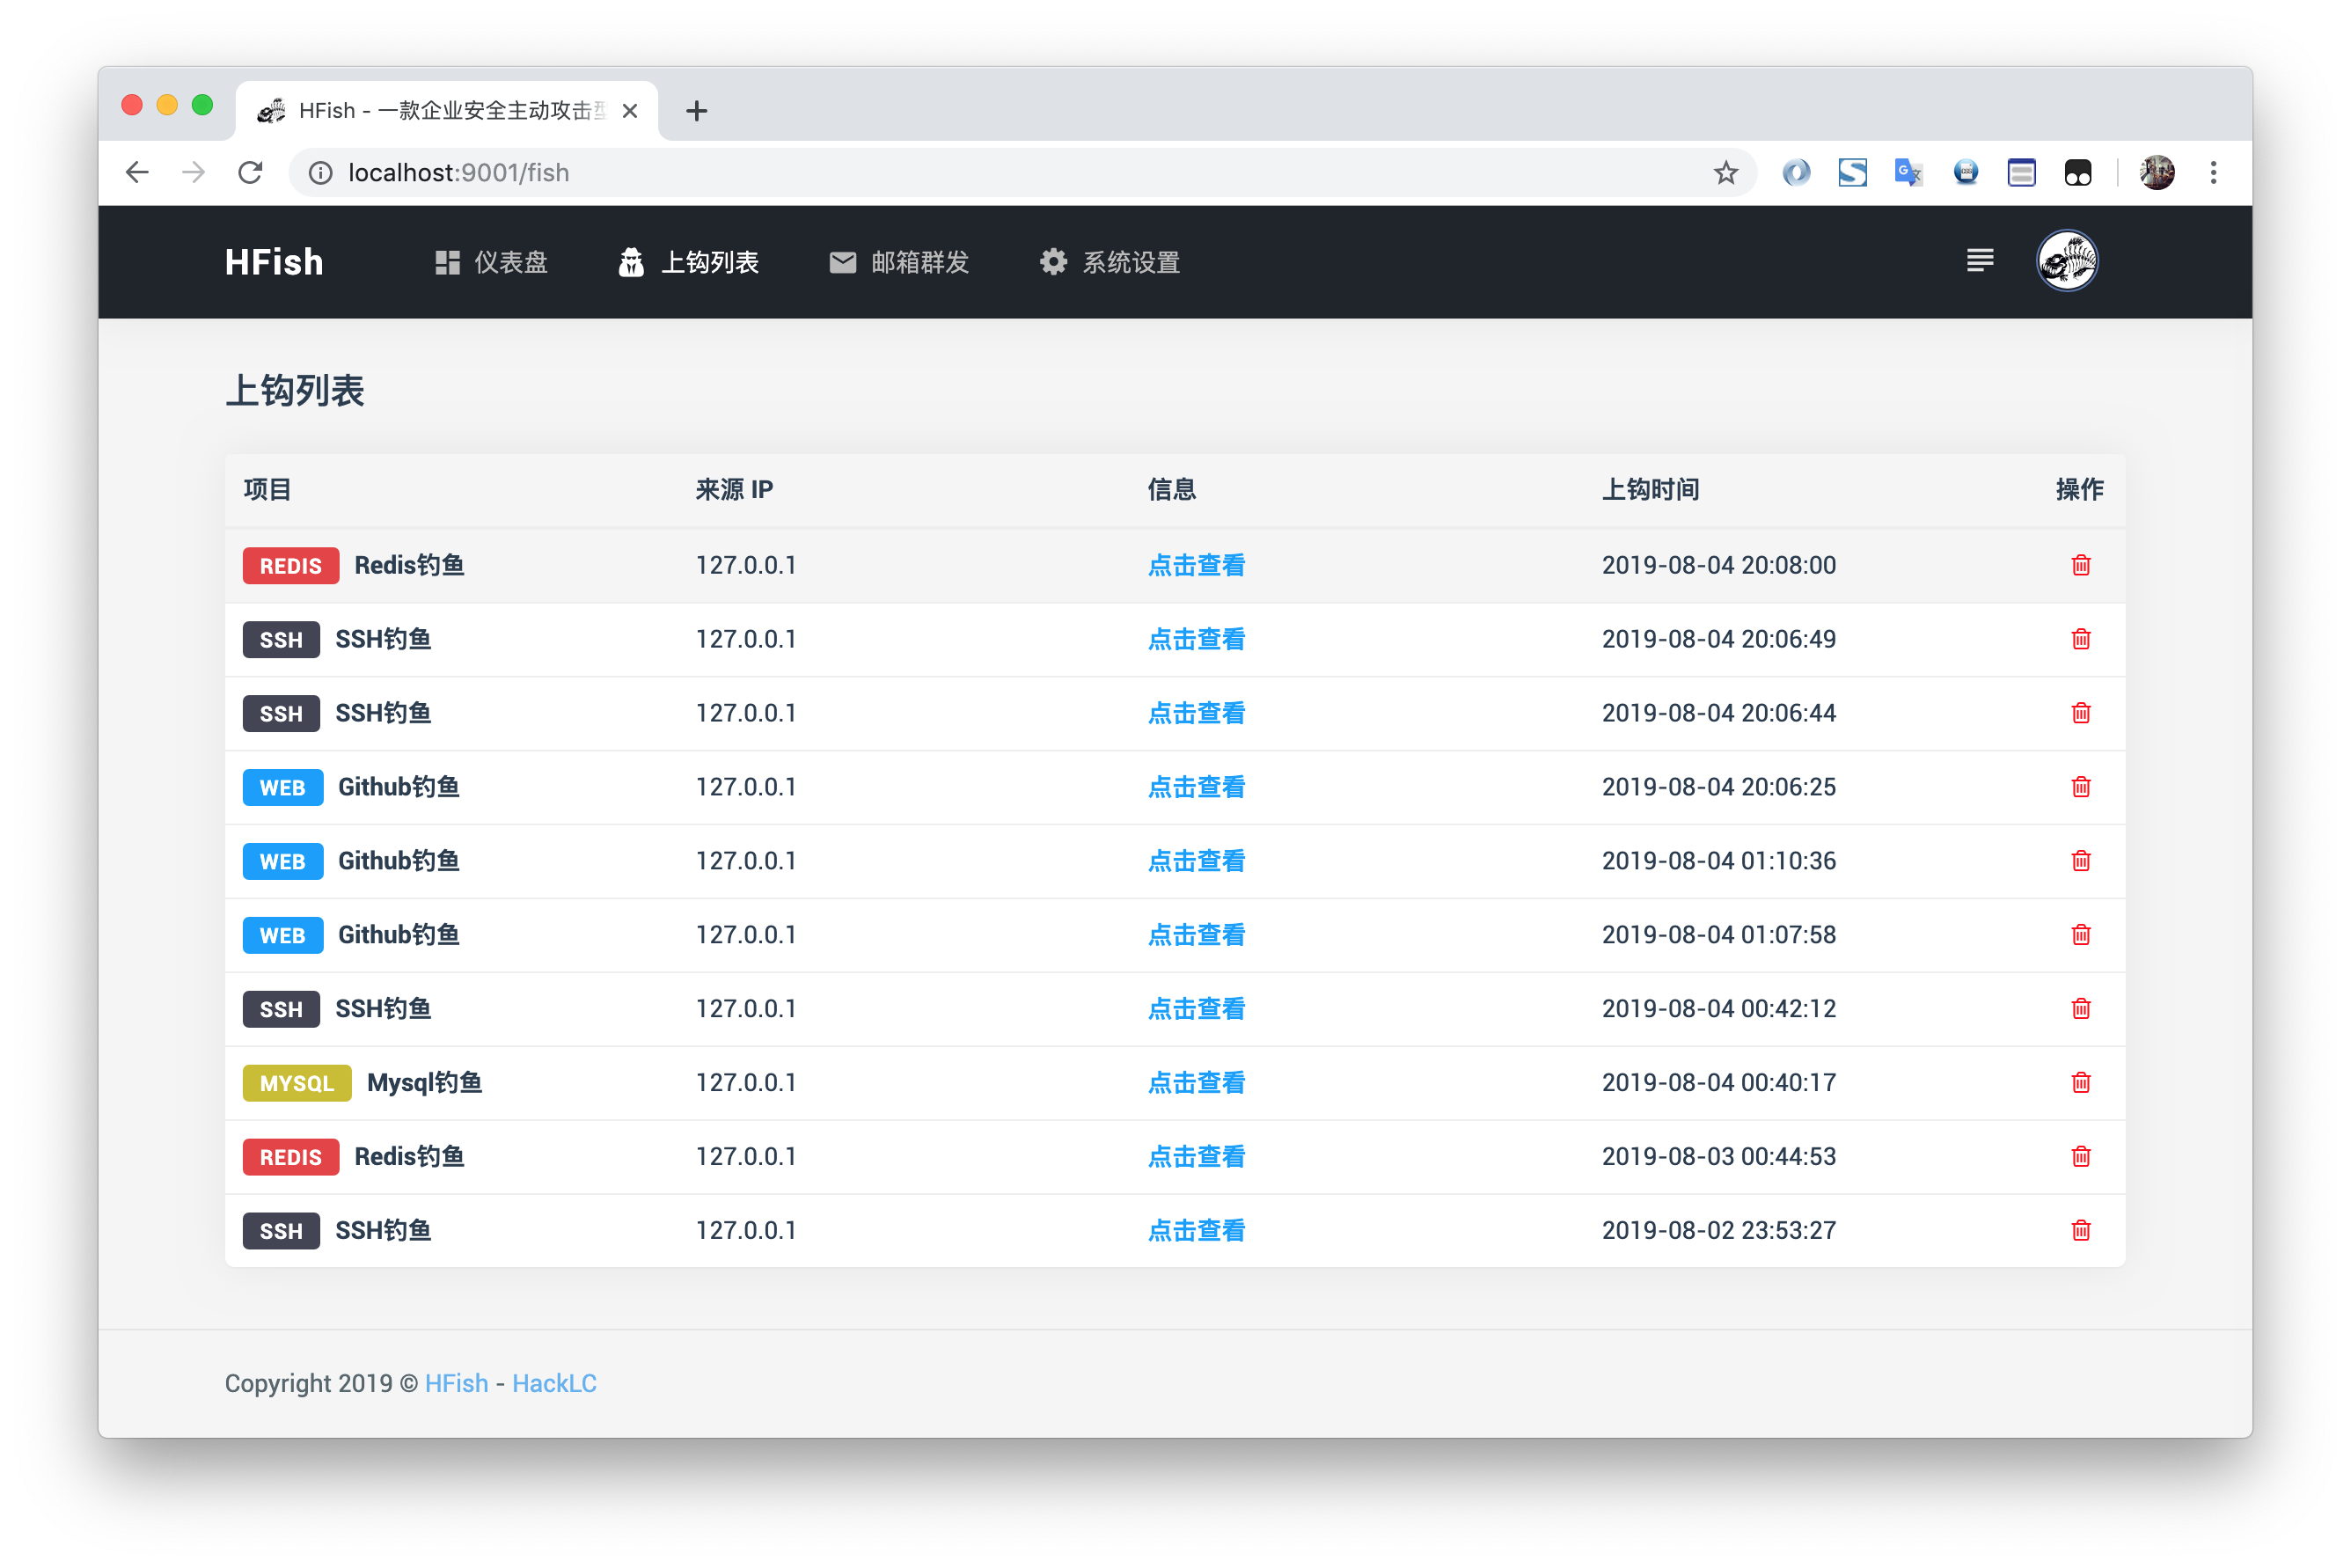 HFish - 一款企业安全主动攻击型
localhost:9001/fish
HFish 仪表盘 上钩列表 邮箱群发 系统设置
上钩列表
项目 来源 IP 信息 上钩时间 操作
REDIS Redis钓鱼 127.0.0.1 点击查看 2019-08-04 20:08:00
SSH SSH钓鱼 127.0.0.1 点击查看 2019-08-04 20:06:49
SSH SSH钓鱼 127.0.0.1 点击查看 2019-08-04 20:06:44
WEB Github钓鱼 127.0.0.1 点击查看 2019-08-04 20:06:25
WEB Github钓鱼 127.0.0.1 点击查看 2019-08-04 01:10:36
WEB Github钓鱼 127.0.0.1 点击查看 2019-08-04 01:07:58
SSH SSH钓鱼 127.0.0.1 点击查看 2019-08-04 00:42:12
MYSQL Mysql钓鱼 127.0.0.1 点击查看 2019-08-04 00:40:17
REDIS Redis钓鱼 127.0.0.1 点击查看 2019-08-03 00:44:53
SSH SSH钓鱼 127.0.0.1 点击查看 2019-08-02 23:53:27
Copyright 2019 © HFish - HackLC